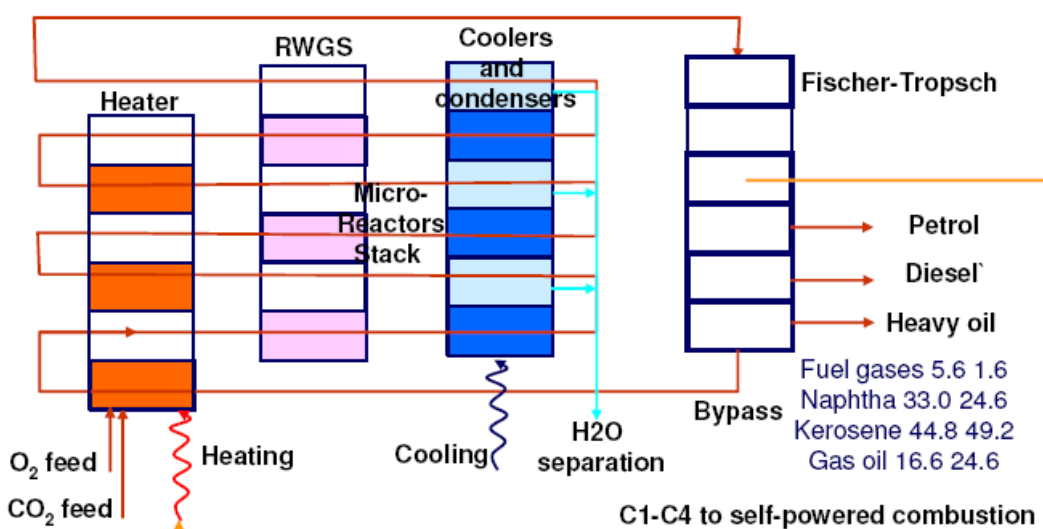 RWGS
Coolers
and
condensers
Heater
Fischer-Tropsch
Micro-
Reactors
Stack
Petrol
Diesel`
Heavy oil
Fuel gases 5.6 1.6
Naphtha 33.0 24.6
Kerosene 44.8 49.2
Gas oil 16.6 24.6
Bypass
H2O
separation
Cooling
Heating
O₂ feed
CO₂ feed
C1-C4 to self-powered combustion